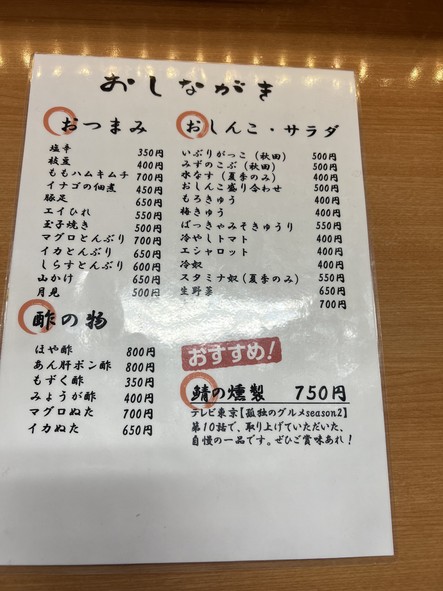 おしながき
おつまみ
塩辛 350円
枝豆 400円
ももハムキムチ 700円
イナゴの佃煮 450円
豚足 650円
エイひれ 550円
玉子焼き 500円
マグロとんぶり 700円
イカとんぶり 650円
しらすとんぶり 600円
山かけ 650円
月見 500円
酢の物
ほや酢 800円
あん肝ポン酢 800円
もずく酢 350円
みょうが酢 400円
マグロぬた 700円
イカぬた 650円
おしんこ・サラダ
いぶりがっこ(秋田) 500円
みずのこぶ(秋田) 500円
水なす(夏季のみ) 400円
おしんこ盛り合わせ 500円
もろきゅう 400円
梅きゅう 400円
ばっきゃみそきゅうり 550円
冷やしトマト 400円
エシャロット 400円
冷奴 400円
スタミナ奴(夏季のみ) 550円
生野菜 650円
700円
おすすめ!
鯖の燻製 750円
テレビ東京【孤独のグルメseason2】
第10話で、取り上げていただいた、
自慢の一品です。ぜひご賞味あれ!